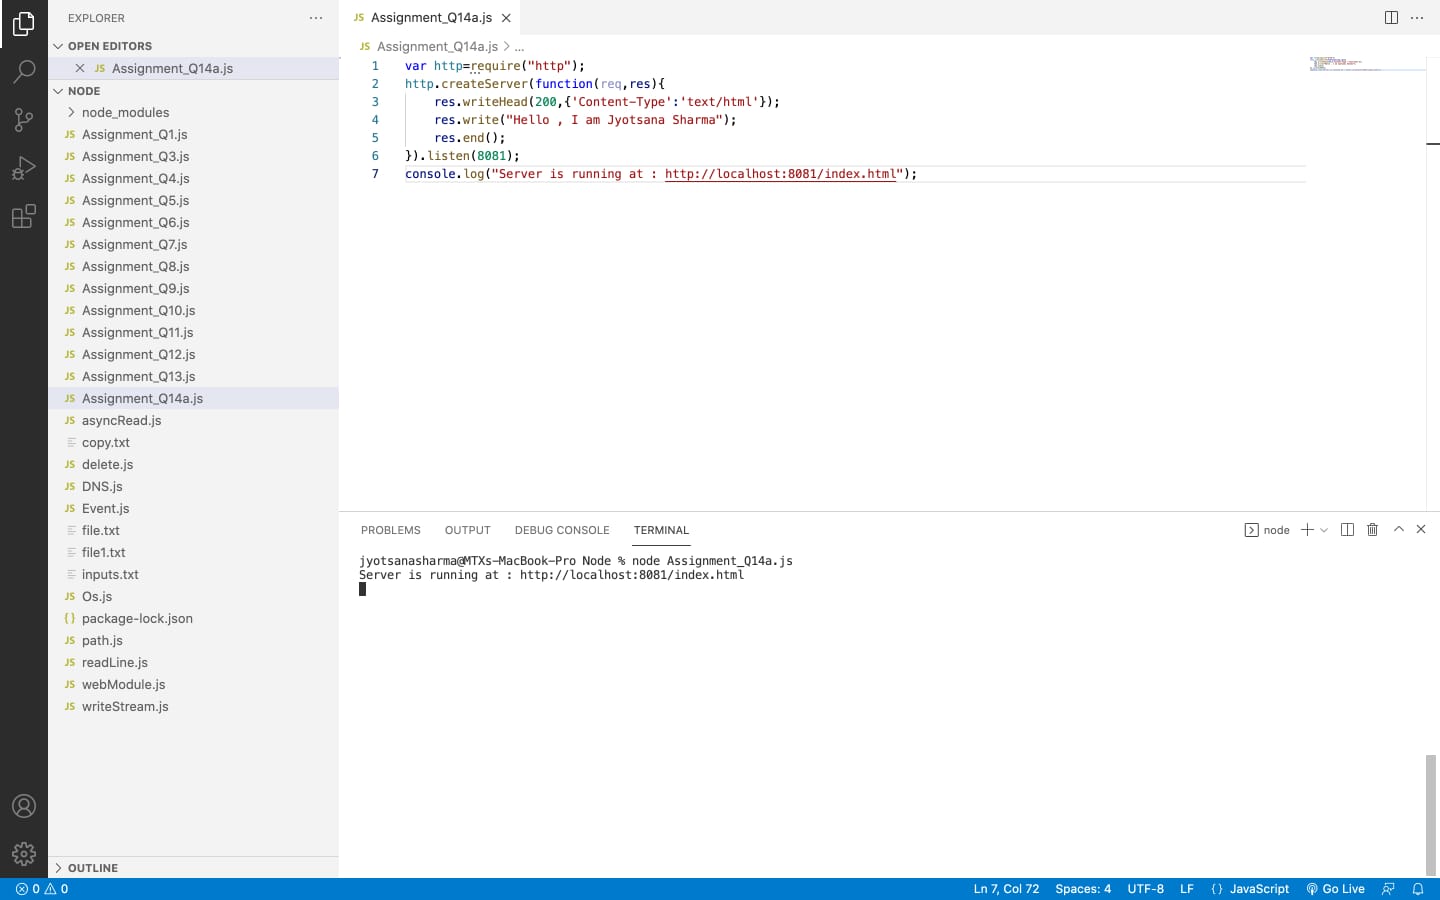 EXPLORER
OPEN EDITORS
JS Assignment_Q14a.js
NODE
node_modules
JS Assignment_Q1.js
JS Assignment_Q3.js
JS Assignment_Q4.js
JS Assignment_Q5.js
JS Assignment_Q6.js
JS Assignment_Q7.js
JS Assignment_Q8.js
JS Assignment_Q9.js
JS Assignment_Q10.js
JS Assignment_Q11.js
JS Assignment_Q12.js
JS Assignment_Q13.js
JS Assignment_Q14a.js
JS asyncRead.js
copy.txt
JS delete.js
JS DNS.js
JS Event.js
file.txt
file1.txt
inputs.txt
JS Os.js
{} package-lock.json
JS path.js
JS readLine.js
JS webModule.js
JS writeStream.js
OUTLINE
JS Assignment_Q14a.js
JS Assignment_Q14a.js > ...
1 var http=require("http");
2 http.createServer(function(req,res){
3 res.writeHead(200,{'Content-Type':'text/html'});
4 res.write("Hello , I am Jyotsana Sharma");
5 res.end();
6 }).listen(8081);
7 console.log("Server is running at : http://localhost:8081/index.html");
PROBLEMS OUTPUT DEBUG CONSOLE TERMINAL node
jyotsanasharma@MTXs-MacBook-Pro Node % node Assignment_Q14a.js
Server is running at : http://localhost:8081/index.html
0 0 Ln 7, Col 72 Spaces: 4 UTF-8 LF {} JavaScript Go Live